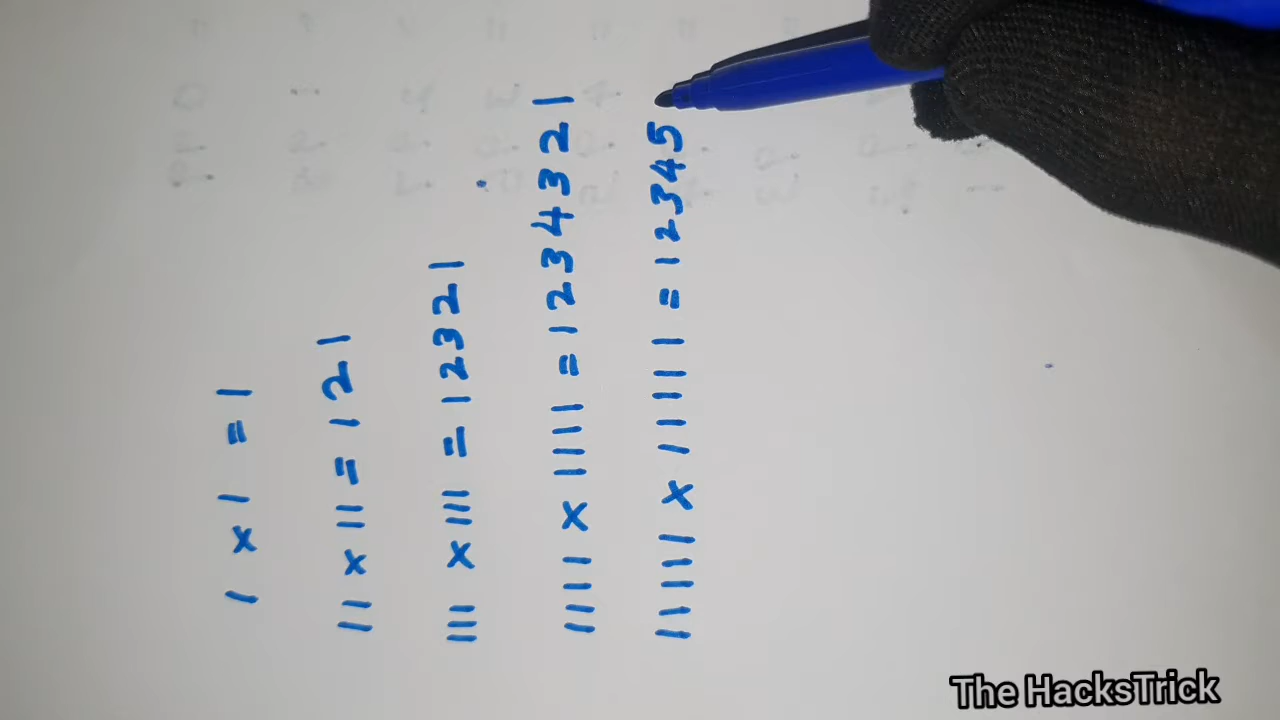 1 x 1 = 1
11 x 11 = 121
111 x 111 = 12321
1111 x 1111 = 1234321
11111 x 11111 = 12345
The HacksTrick